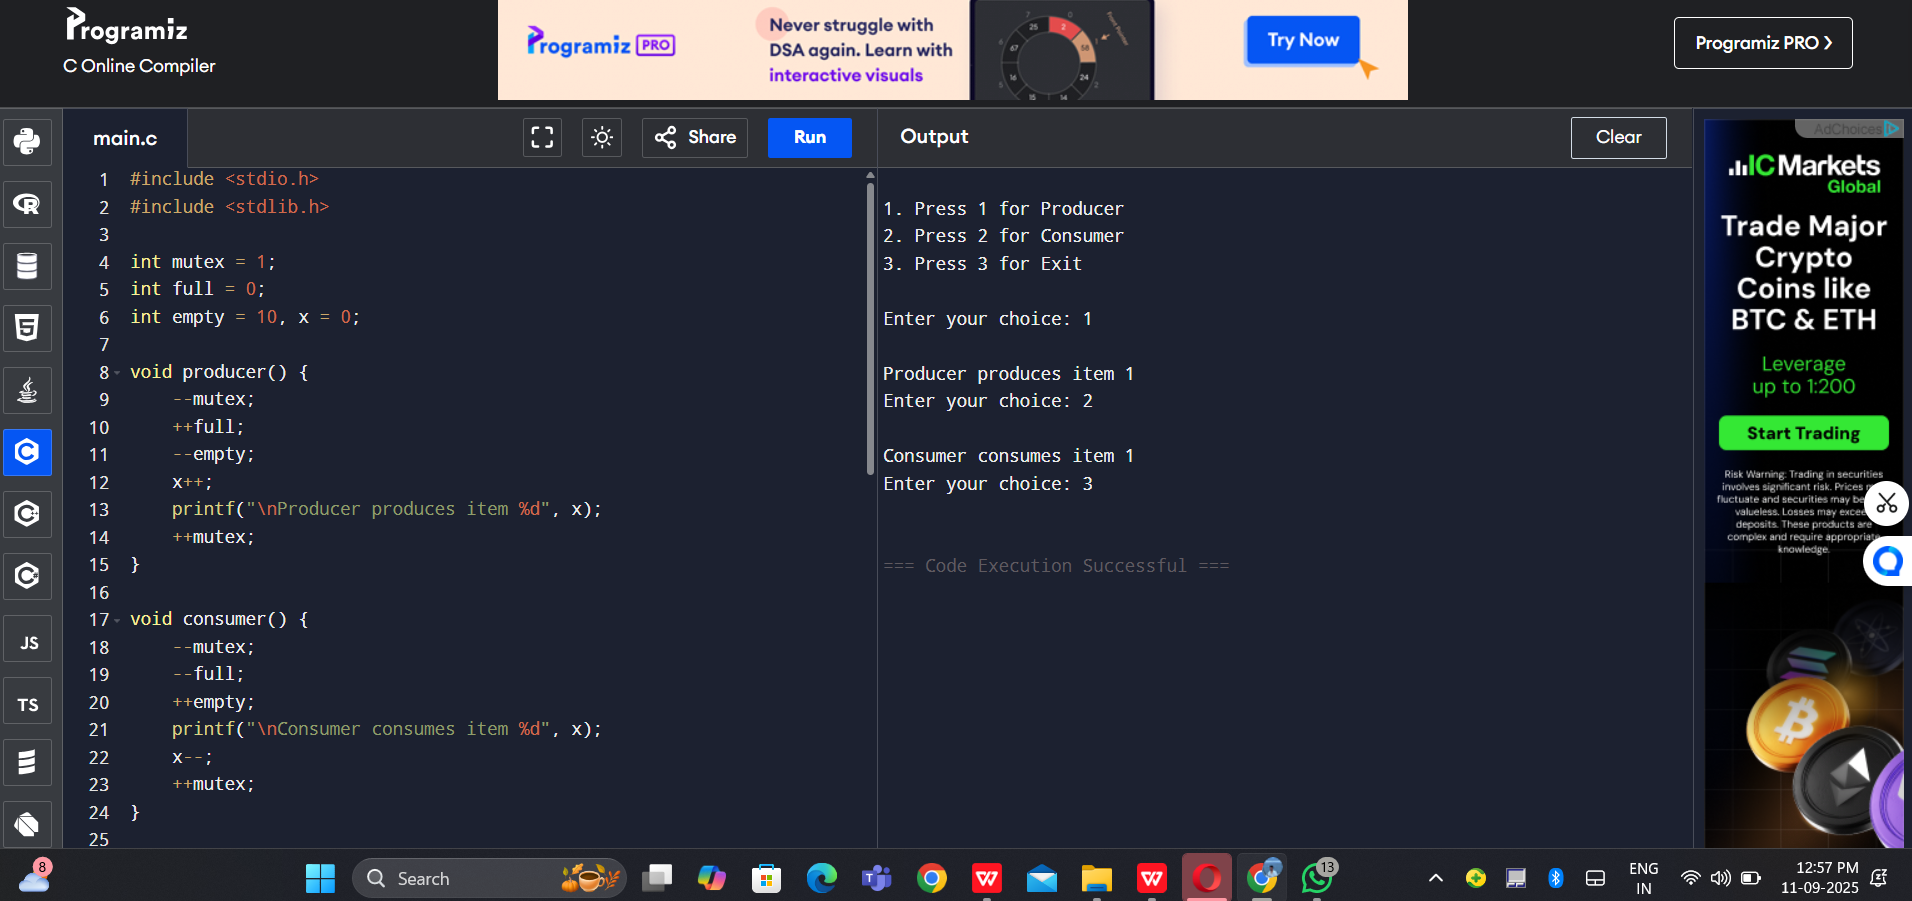 Programiz
C Online Compiler
Programiz PRO
Never struggle with
DSA again. Learn with
interactive visuals
Try Now
Programiz PRO ❯
main.c
Share
Run
Output
Clear
1 #include <stdio.h>
2 #include <stdlib.h>
3
4 int mutex = 1;
5 int full = 0;
6 int empty = 10, x = 0;
7
8 void producer() {
9     --mutex;
10     ++full;
11     --empty;
12     x++;
13     printf("\nProducer produces item %d", x);
14     ++mutex;
15 }
16
17 void consumer() {
18     --mutex;
19     --full;
20     ++empty;
21     printf("\nConsumer consumes item %d", x);
22     x--;
23     ++mutex;
24 }
25
JS
TS
1. Press 1 for Producer
2. Press 2 for Consumer
3. Press 3 for Exit
Enter your choice: 1
Producer produces item 1
Enter your choice: 2
Consumer consumes item 1
Enter your choice: 3
=== Code Execution Successful ===
AdChoices
IC Markets
Global
Trade Major
Crypto
Coins like
BTC & ETH
Leverage
up to 1:200
Start Trading
Risk Warning: Trading in securities
involves significant risk. Prices
fluctuate and securities may be
valueless. Losses may exceed
deposits. These products are
complex and require appropriate
knowledge.
8
Search
13
ENG
IN
12:57 PM
11-09-2025